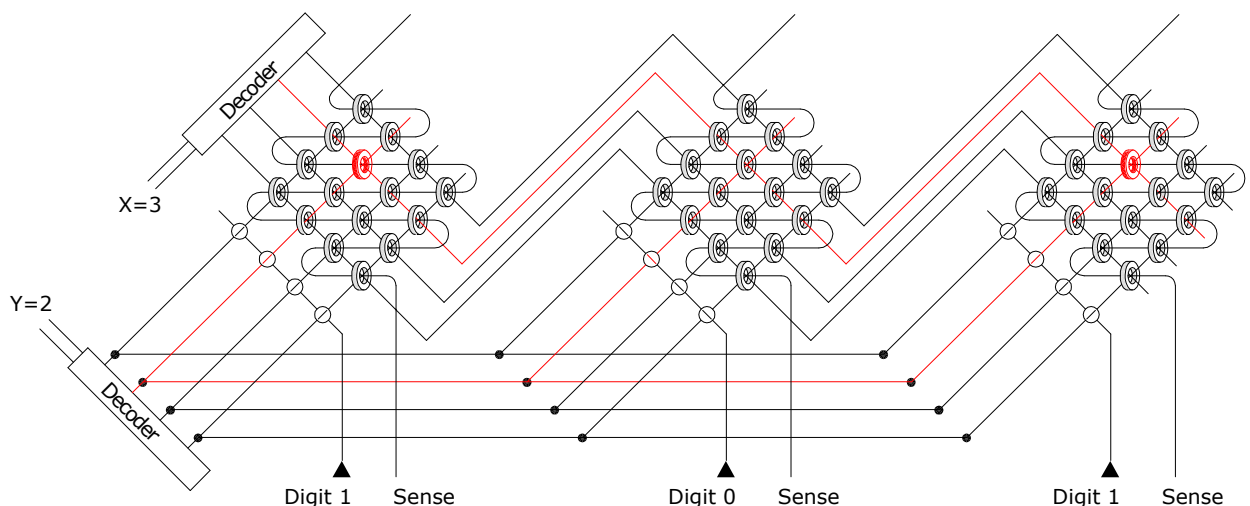 Decoder
X=3
Y=2
Decoder
Digit 1 Sense Digit 0 Sense Digit 1 Sense